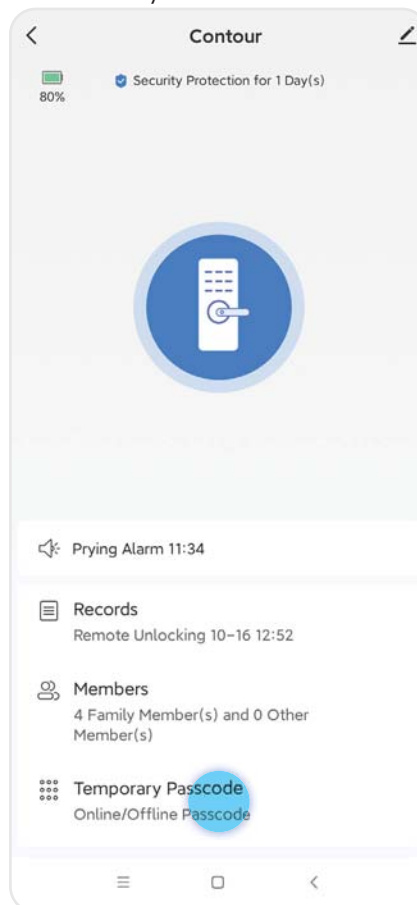 Contour
80%
Security Protection for 1 Day(s)
Prying Alarm 11:34
Records
Remote Unlocking 10-16 12:52
Members
4 Family Member(s) and 0 Other
Member(s)
Temporary Passcode
Online/Offline Passcode